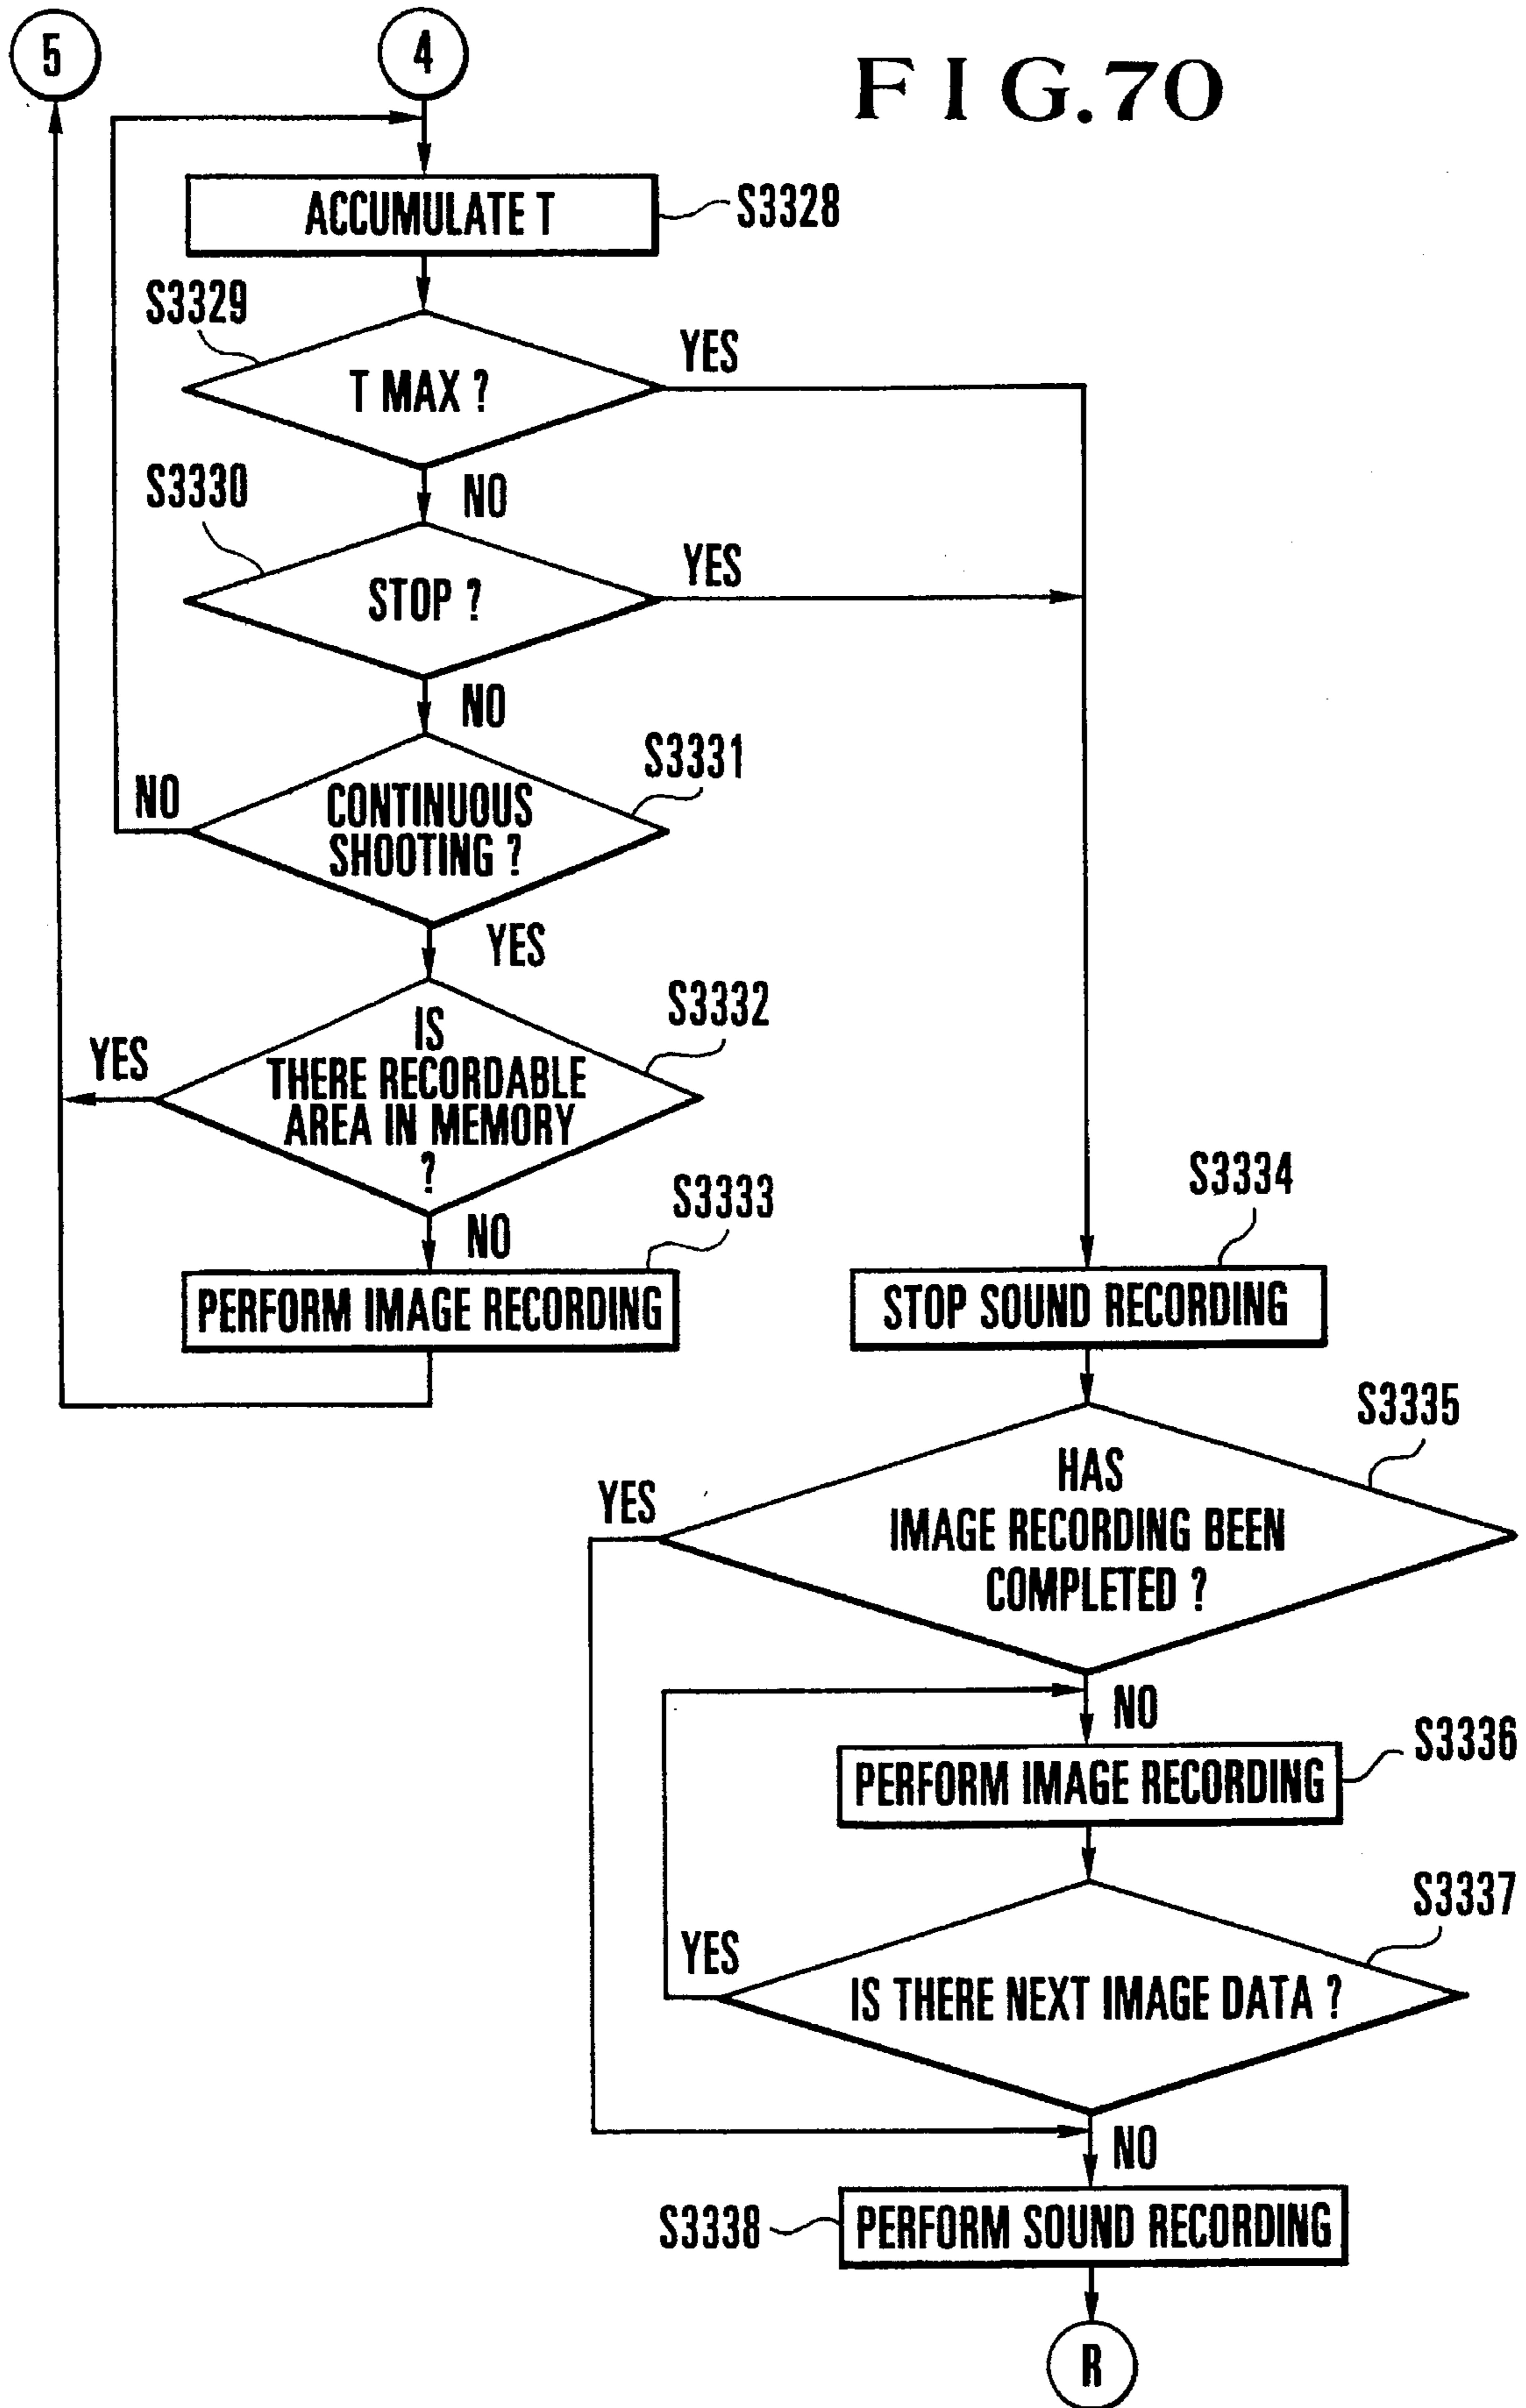 5
4
F I G.70
ACCUMULATE T
S3328
S3329
T MAX ?
YES
NO
S3330
STOP ?
YES
NO
S3331
CONTINUOUS
SHOOTING ?
NO
YES
S3332
IS
THERE RECORDABLE
AREA IN MEMORY
?
YES
NO
S3333
PERFORM IMAGE RECORDING
S3334
STOP SOUND RECORDING
S3335
HAS
IMAGE RECORDING BEEN
COMPLETED ?
YES
NO
S3336
PERFORM IMAGE RECORDING
S3337
IS THERE NEXT IMAGE DATA ?
YES
NO
S3338
PERFORM SOUND RECORDING
R